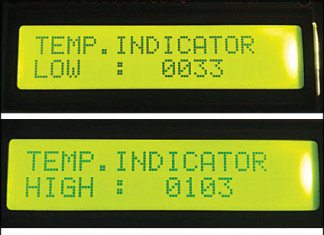 TEMP.INDICATOR
LOW : 0033
TEMP.INDICATOR
HIGH : 0103